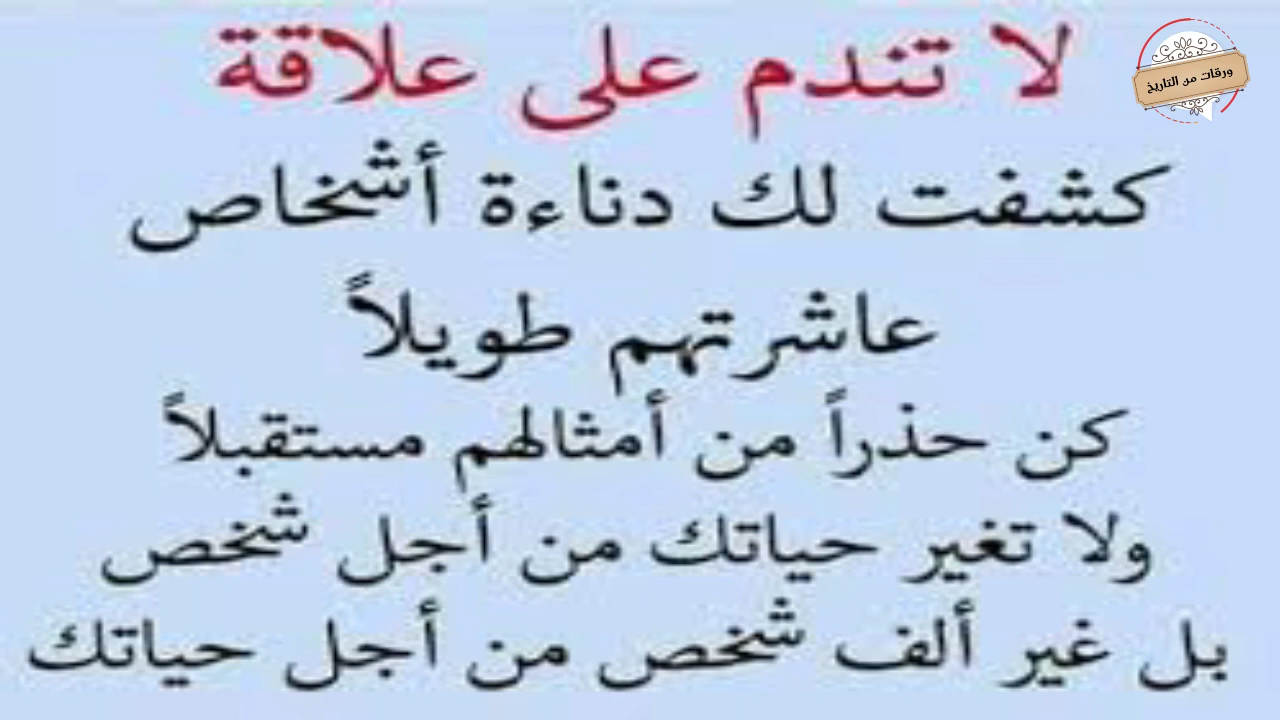 لا تندم على علاقة
ورقات من التاريخ
كشفت لك دناءة أشخاص
عاشرتهم طويلاً
كن حذراً من أمثالهم مستقبلاً
ولا تغير حياتك من أجل شخص
بل غير ألف شخص من أجل حياتك